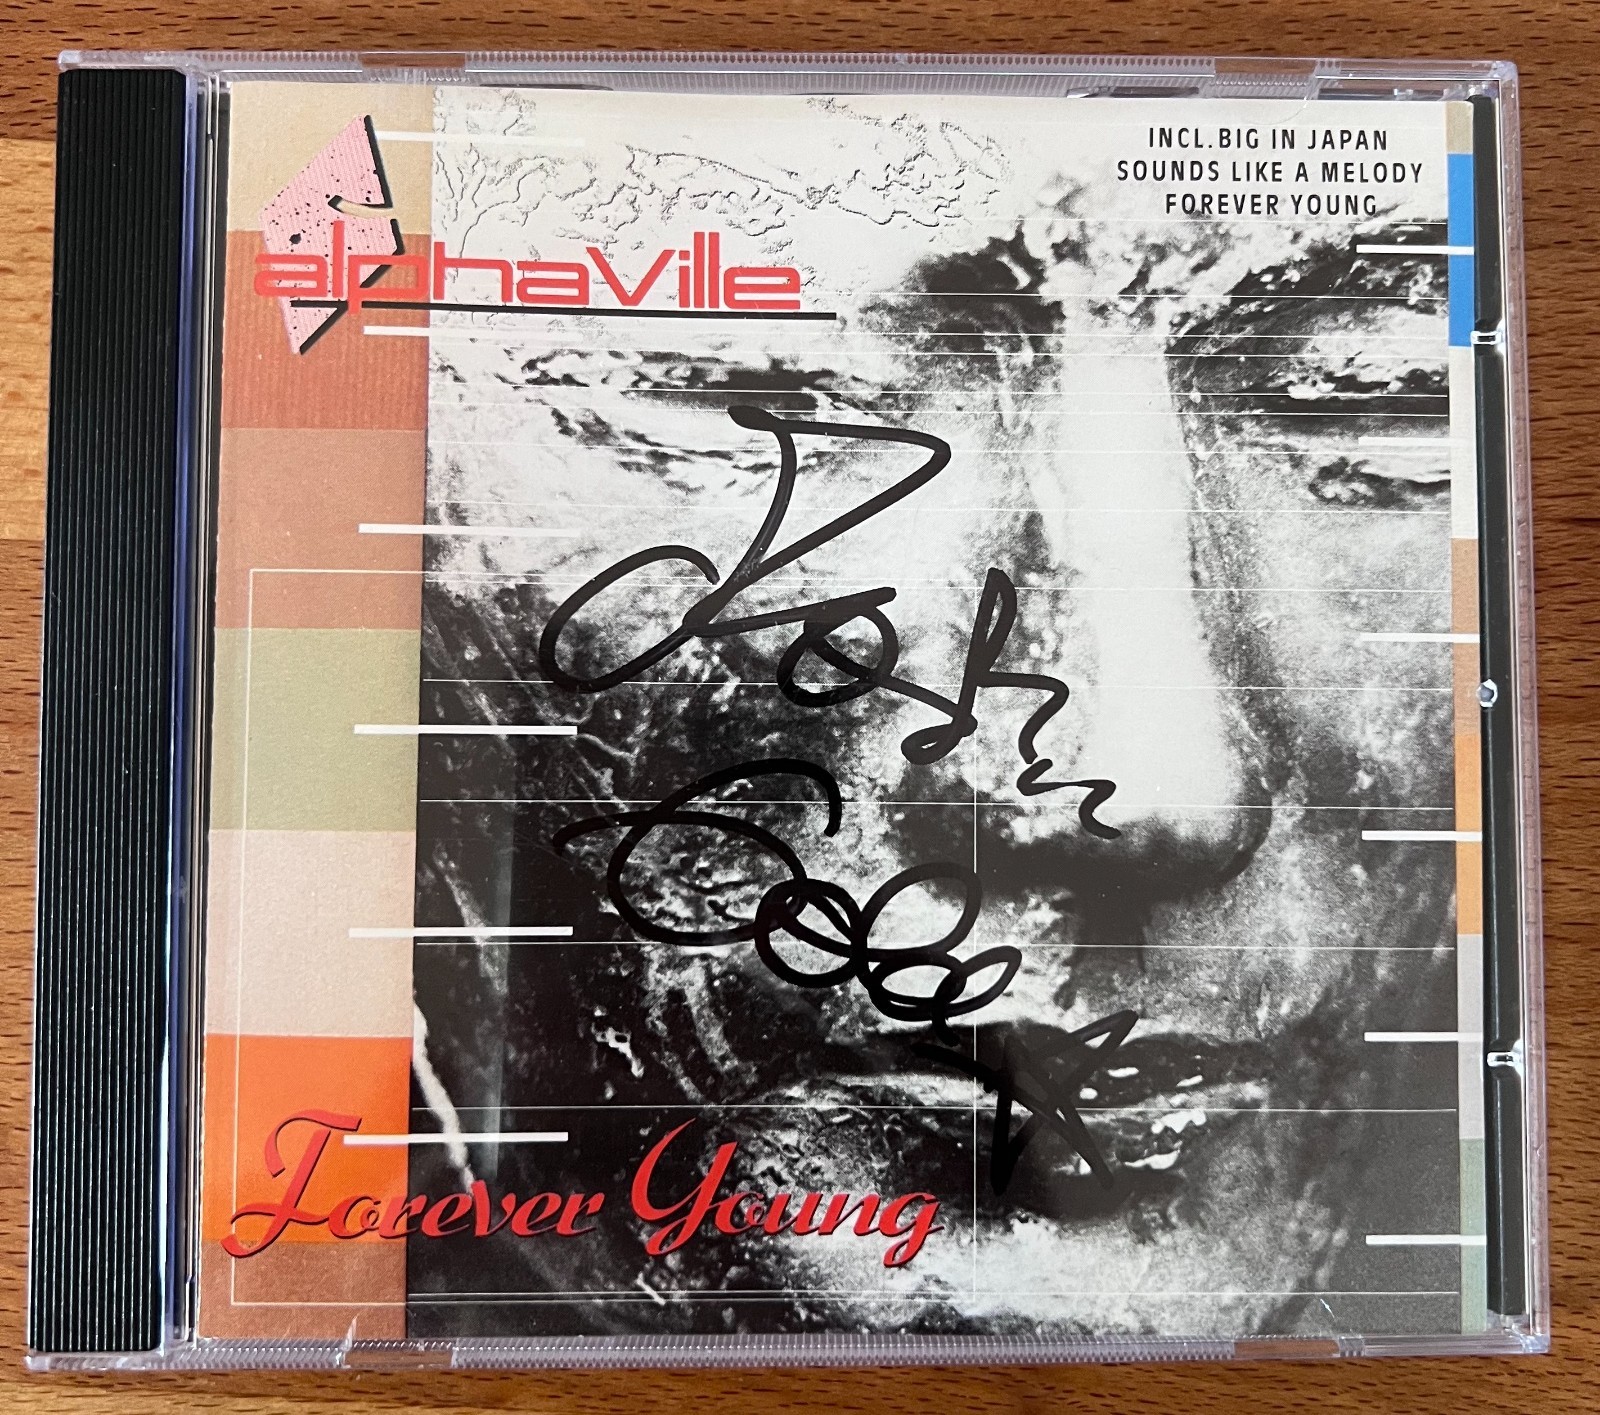 INCL.BIG IN JAPAN
SOUNDS LIKE A MELODY
FOREVER YOUNG
alphaville
Forever Young